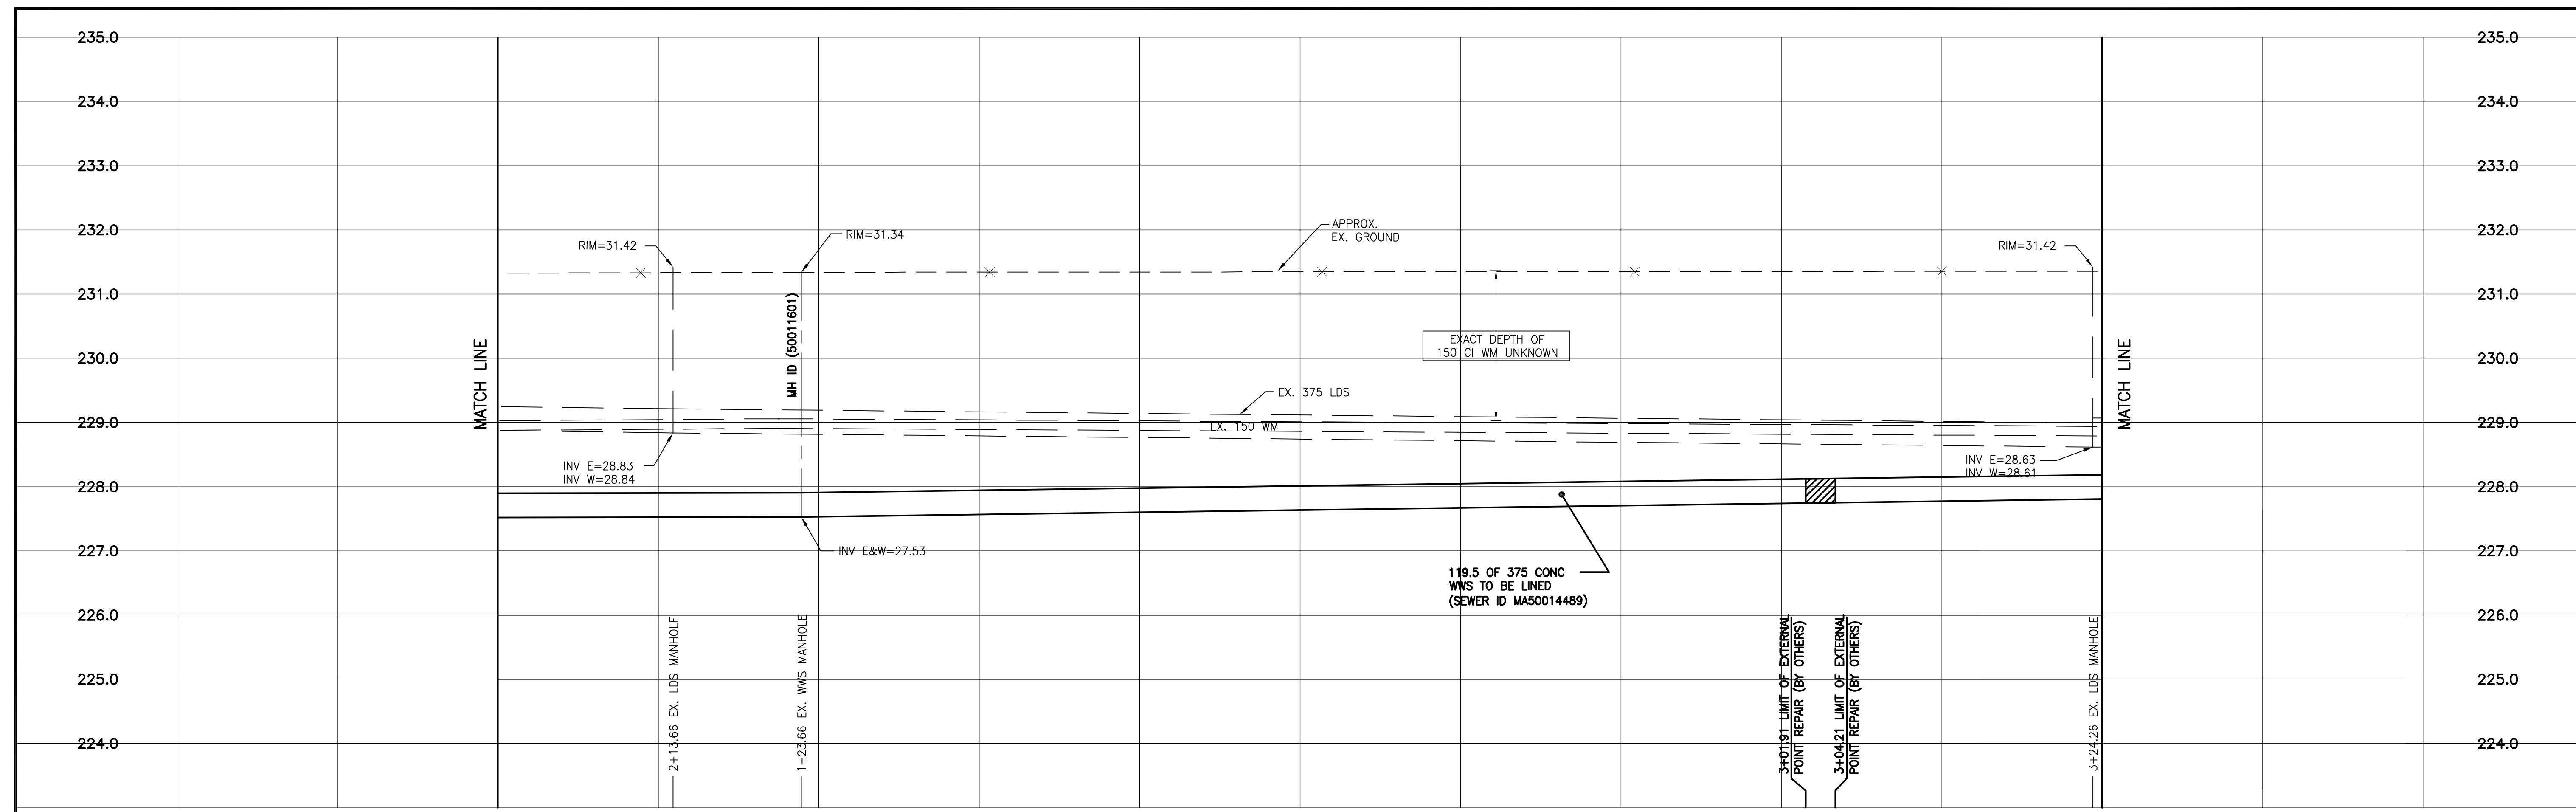 235.0
235.0
234.0
234.0
233.0
233.0
232.0
232.0
APPROX.
EX. GROUND
RIM=31.42
RIM=31.34
RIM=31.42
231.0
231.0
MH ID (50011601)
EXACT DEPTH OF
150 CI WM UNKNOWN
230.0
230.0
MATCH LINE
MATCH LINE
EX. 375 LDS
229.0
229.0
EX. 150 WM
INV E=28.83
INV W=28.84
INV E=28.63
INV W=28.61
228.0
228.0
227.0
227.0
INV E&W=27.53
119.5 OF 375 CONC
WWS TO BE LINED
(SEWER ID MA50014489)
226.0
226.0
2+13.66 EX. LDS MANHOLE
1+23.66 EX. WWS MANHOLE
3+01.91 LIMIT OF EXTERNAL
POINT REPAIR (BY OTHERS)
3+04.21 LIMIT OF EXTERNAL
POINT REPAIR (BY OTHERS)
3+24.26 EX. LDS MANHOLE
225.0
225.0
224.0
224.0